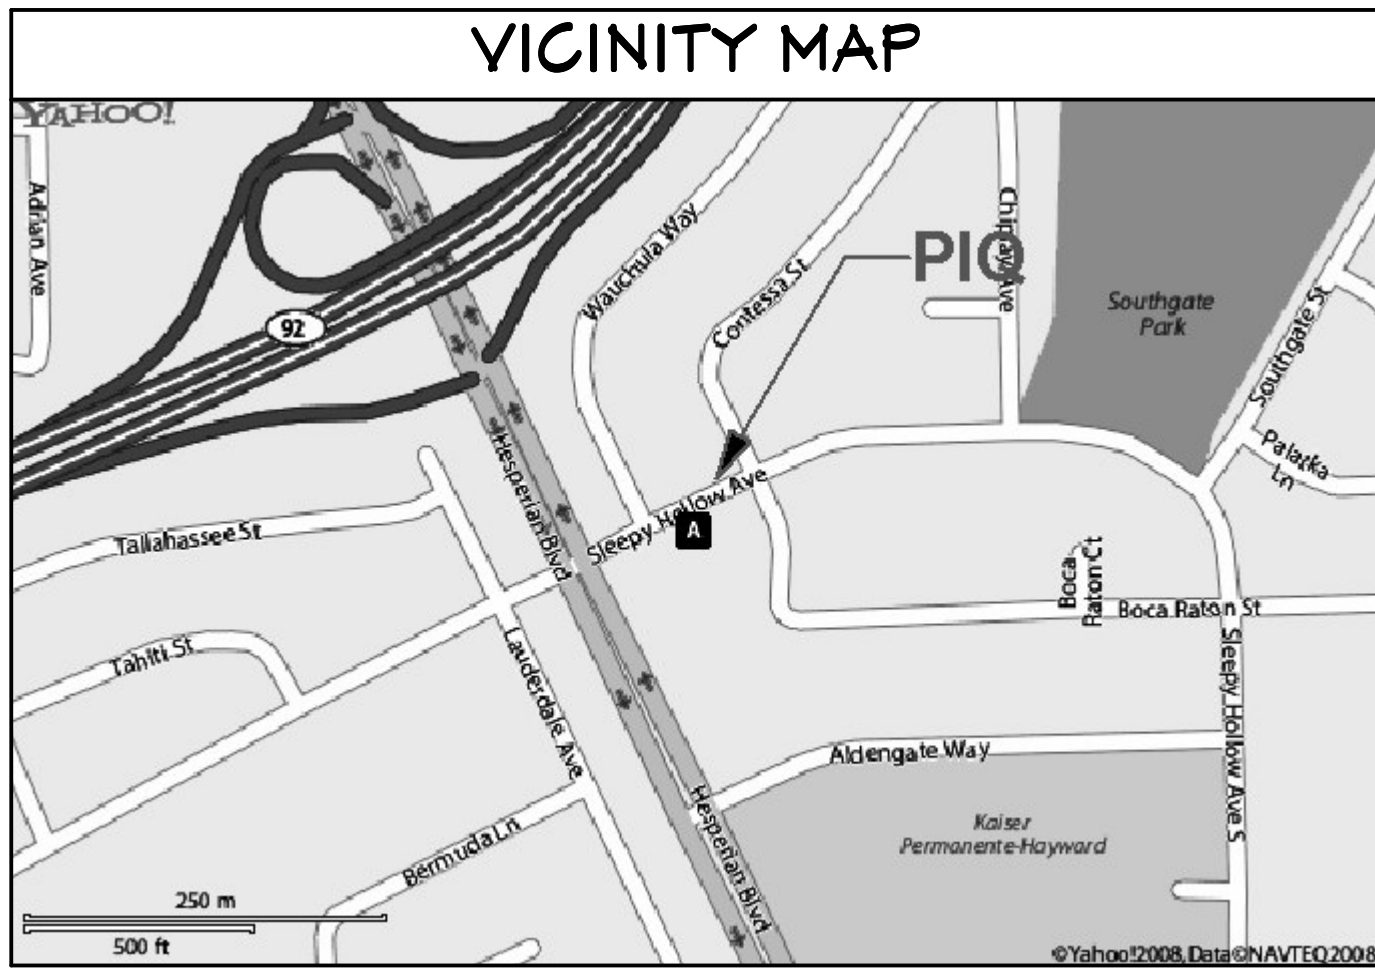 VICINITY MAP
YAHOO!
Adrian Ave
Wauchula Way
Contessa St
PIQ
Chiplay Ave
Southgate
Park
Southgate St
92
Hesperian Blvd
Palatka
Ln
Tallahassee St
Sleepy Hollow Ave
A
Boca
Raton Ct
Boca Raton St
Tahiti St
Lauderdale Ave
Sleepy Hollow Ave S
Aldengate Way
Hesperian Blvd
Kaiser
Permanente-Hayward
Bermuda Ln
250 m
500 ft
©Yahoo!2008, Data©NAVTEQ2008